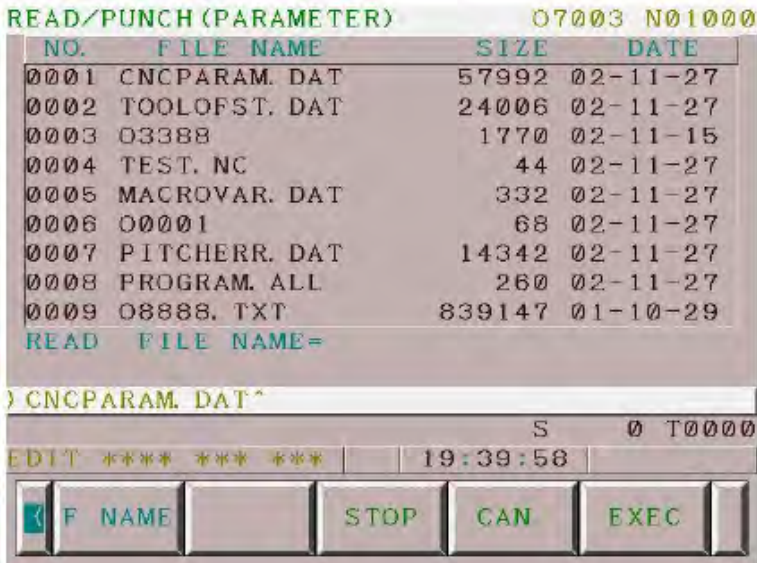 READ/PUNCH(PARAMETER) O7003 N01000
NO. FILE NAME SIZE DATE
0001 CNCPARAM. DAT 57992 02-11-27
0002 TOOLOFST. DAT 24006 02-11-27
0003 O3388 1770 02-11-15
0004 TEST. NC 44 02-11-27
0005 MACROVAR. DAT 332 02-11-27
0006 O0001 68 02-11-27
0007 PITCHERR. DAT 14342 02-11-27
0008 PROGRAM. ALL 260 02-11-27
0009 O8888. TXT 839147 01-10-29
READ FILE NAME=
) CNCPARAM. DAT^
S 0 T0000
EDIT **** *** *** 19:39:58
< F NAME STOP CAN EXEC